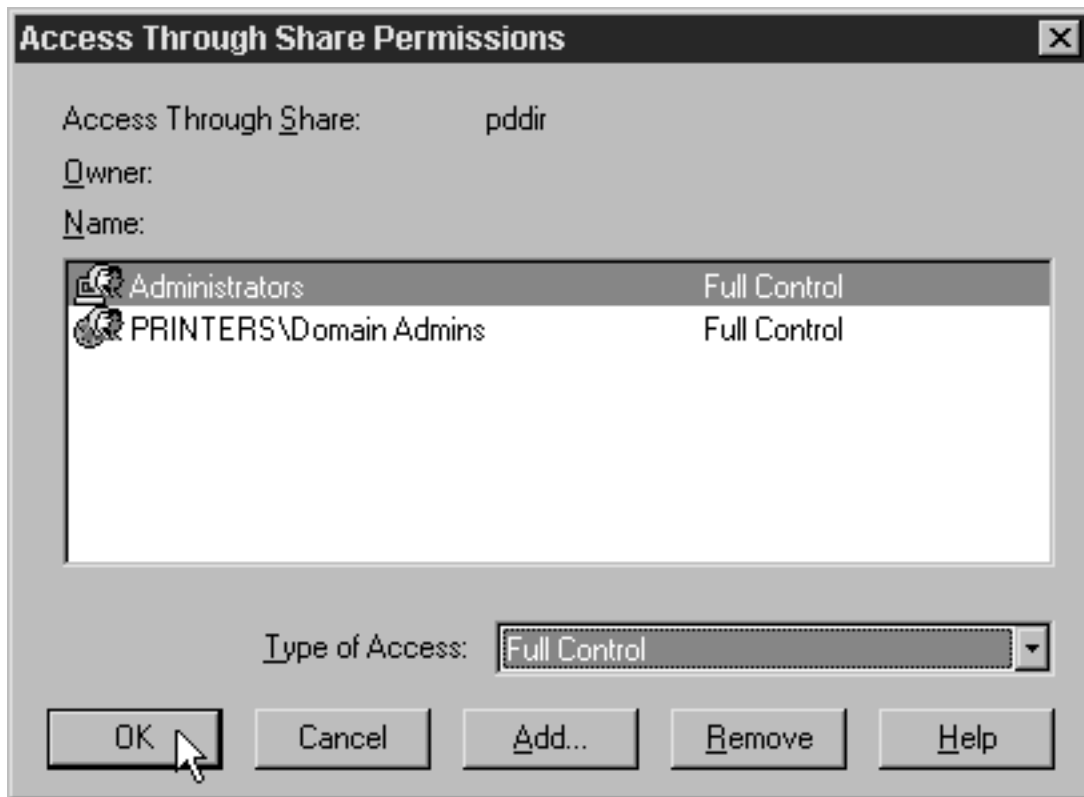 Access Through Share Permissions
Access Through Share: pddir
Owner:
Name:
Administrators Full Control
PRINTERS\Domain Admins Full Control
Type of Access: Full Control
OK Cancel Add... Remove Help